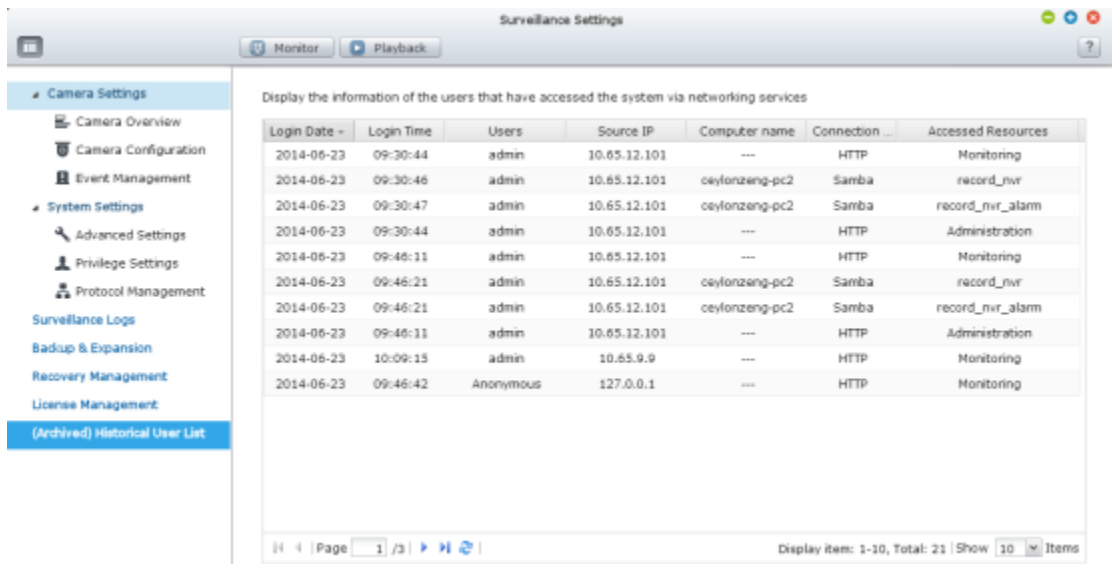 Surveillance Settings
Monitor Playback ?
Camera Settings
Camera Overview
Camera Configuration
Event Management
System Settings
Advanced Settings
Privilege Settings
Protocol Management
Surveillance Logs
Backup & Expansion
Recovery Management
License Management
(Archived) Historical User List
Display the information of the users that have accessed the system via networking services
Login Date Login Time Users Source IP Computer name Connection ... Accessed Resources
2014-06-23 09:30:44 admin 10.65.12.101 --- HTTP Monitoring
2014-06-23 09:30:46 admin 10.65.12.101 ceylonzeng-pc2 Samba record_nvr
2014-06-23 09:30:47 admin 10.65.12.101 ceylonzeng-pc2 Samba record_nvr_alarm
2014-06-23 09:30:44 admin 10.65.12.101 --- HTTP Administration
2014-06-23 09:46:11 admin 10.65.12.101 --- HTTP Monitoring
2014-06-23 09:46:21 admin 10.65.12.101 ceylonzeng-pc2 Samba record_nvr
2014-06-23 09:46:21 admin 10.65.12.101 ceylonzeng-pc2 Samba record_nvr_alarm
2014-06-23 09:46:11 admin 10.65.12.101 --- HTTP Administration
2014-06-23 10:09:15 admin 10.65.9.9 --- HTTP Monitoring
2014-06-23 09:46:42 Anonymous 127.0.0.1 --- HTTP Monitoring
Page 1 /3 Display item: 1-10, Total: 21 Show 10 Items